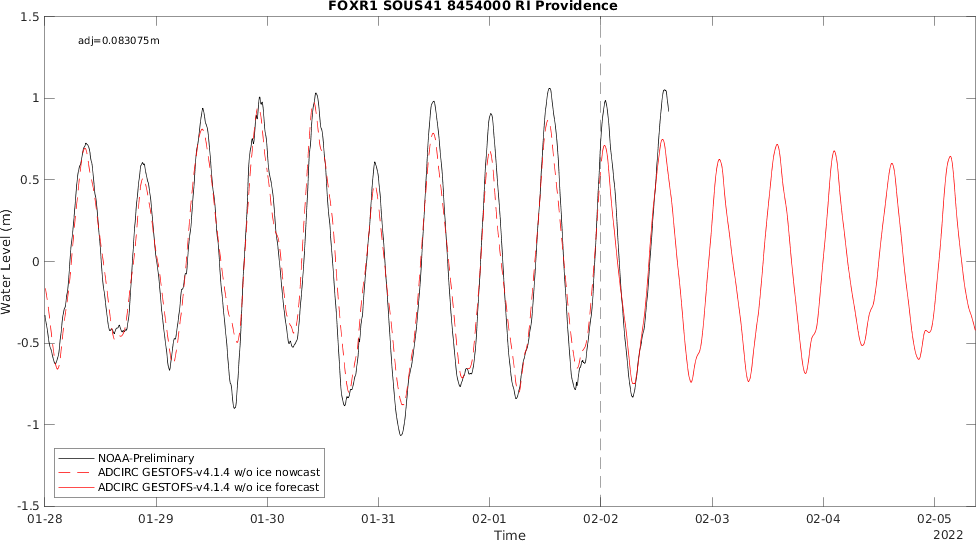 FOXR1 SOUS41 8454000 RI Providence
1.5
adj=0.083075m
1
0.5
0
-0.5
-1
-1.5
Water Level (m)
NOAA-Preliminary
ADCIRC GESTOFS-v4.1.4 w/o ice nowcast
ADCIRC GESTOFS-v4.1.4 w/o ice forecast
01-28 01-29 01-30 01-31 02-01 02-02 02-03 02-04 02-05
Time
2022